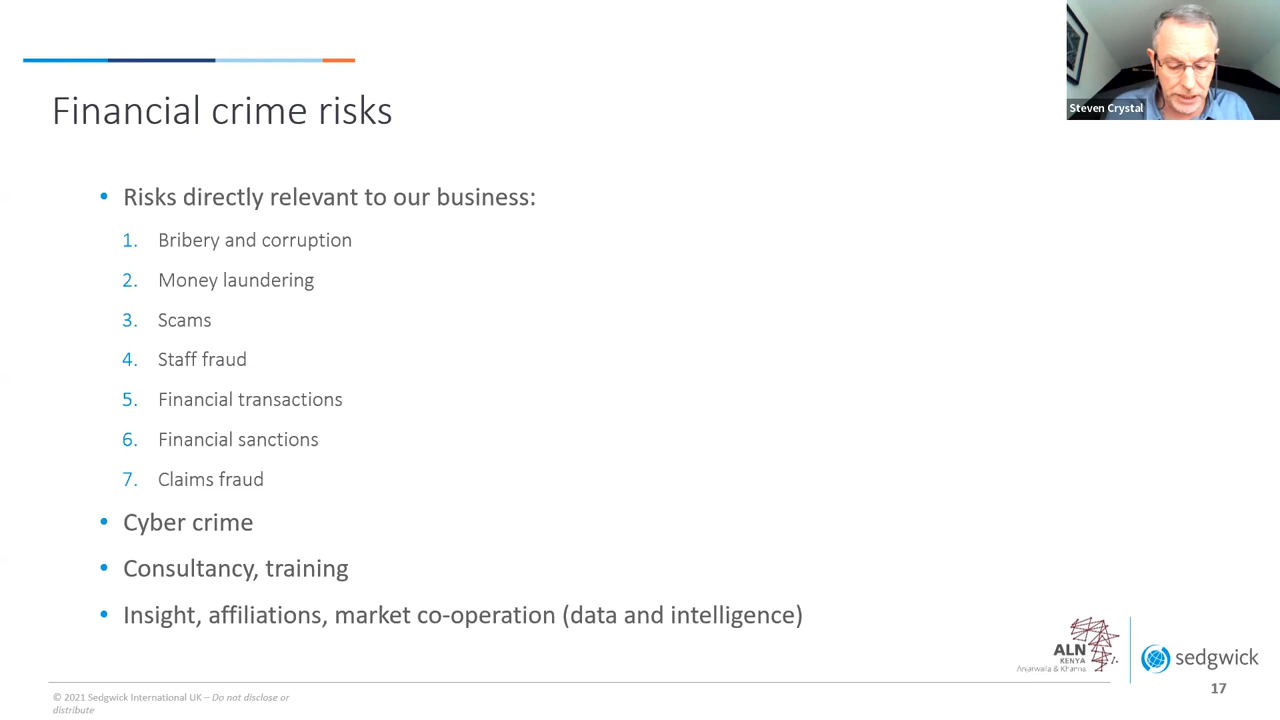 Steven Crystal
Financial crime risks
• Risks directly relevant to our business:
1. Bribery and corruption
2. Money laundering
3. Scams
4. Staff fraud
5. Financial transactions
6. Financial sanctions
7. Claims fraud
• Cyber crime
• Consultancy, training
• Insight, affiliations, market co-operation (data and intelligence)
ALN
KENYA
Anjarwalla & Khanna
sedgwick
17
© 2021 Sedgwick International UK – Do not disclose or
distribute